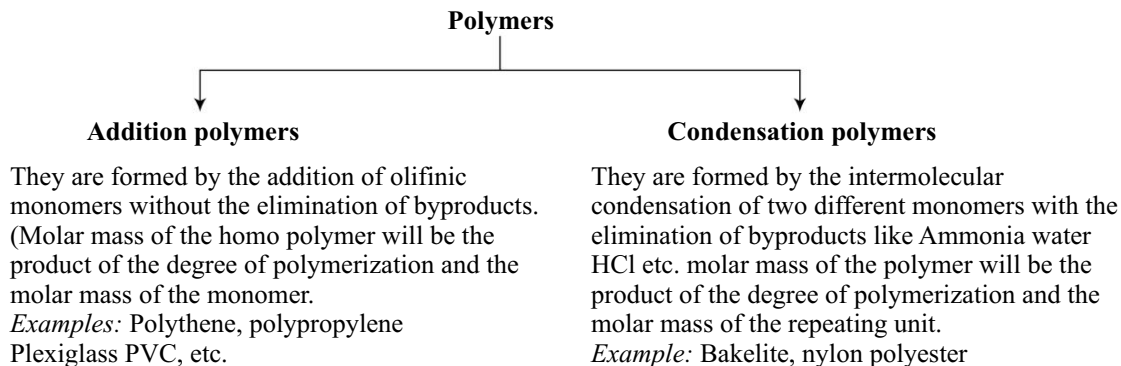 Polymers
Addition polymers
They are formed by the addition of olifinic
monomers without the elimination of byproducts.
(Molar mass of the homo polymer will be the
product of the degree of polymerization and the
molar mass of the monomer.
Examples: Polythene, polypropylene
Plexiglass PVC, etc.
Condensation polymers
They are formed by the intermolecular
condensation of two different monomers with the
elimination of byproducts like Ammonia water
HCl etc. molar mass of the polymer will be the
product of the degree of polymerization and the
molar mass of the repeating unit.
Example: Bakelite, nylon polyester